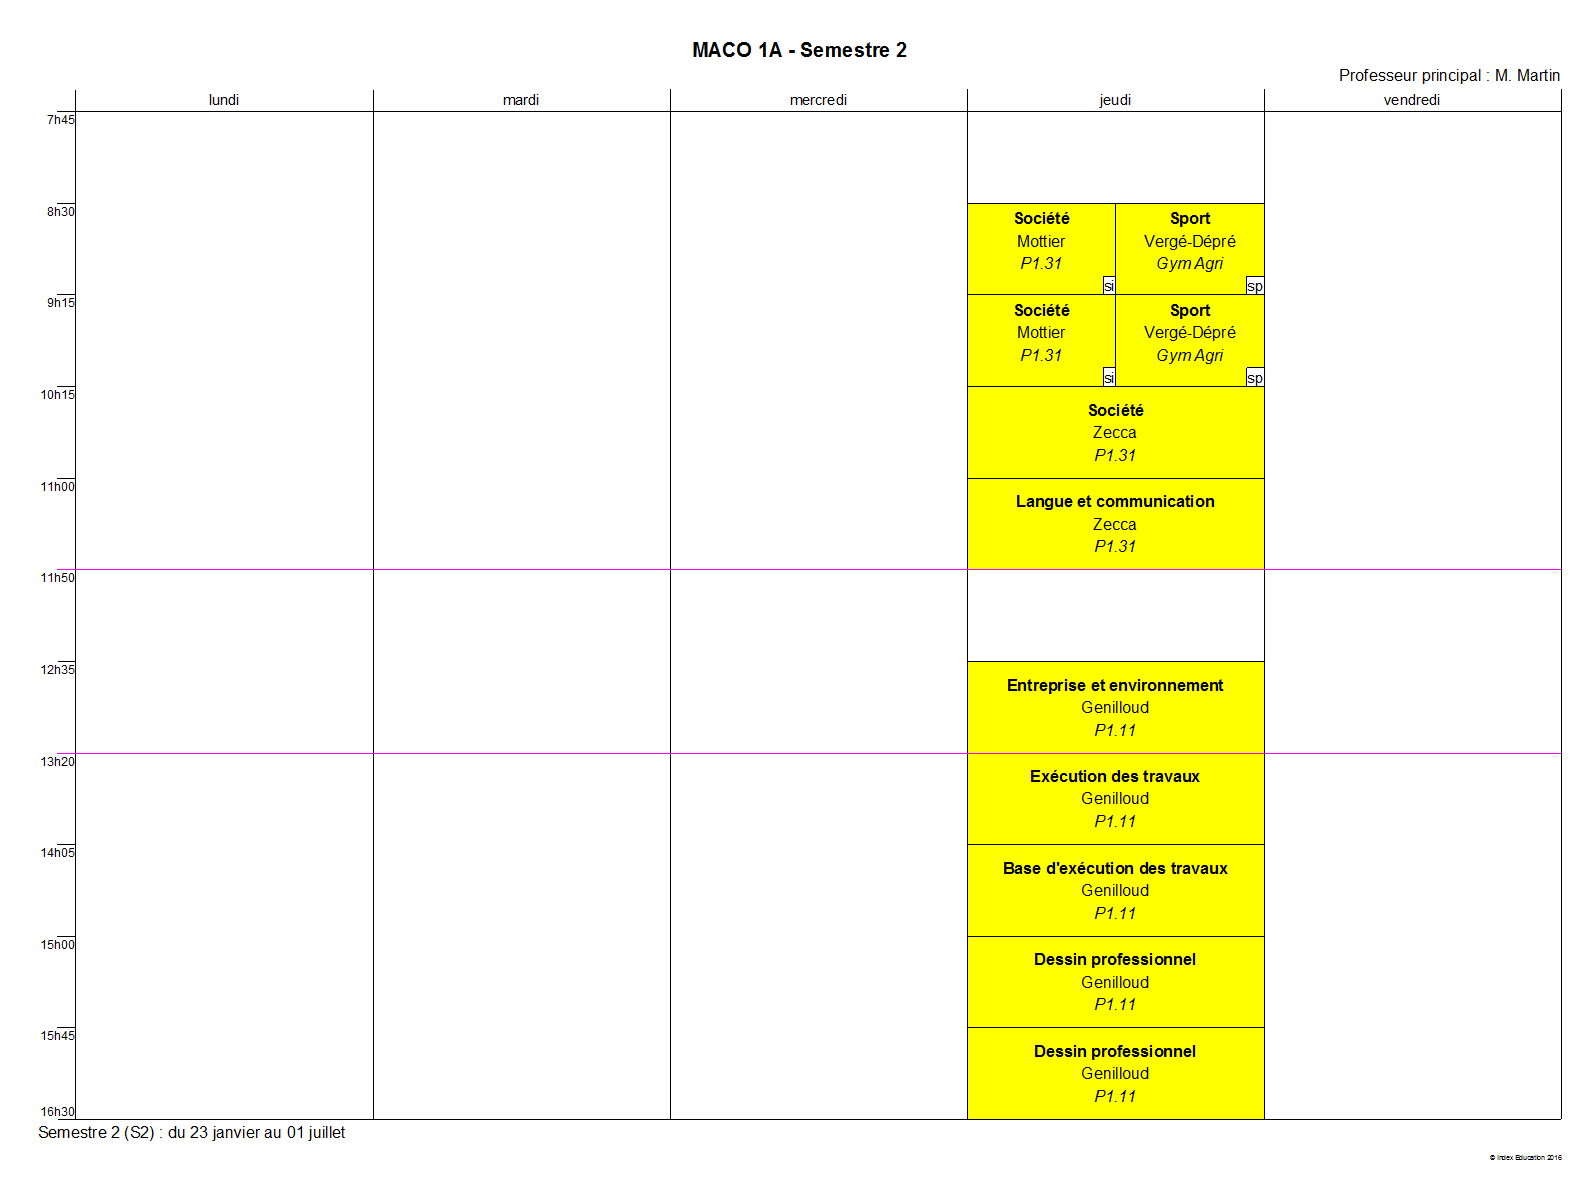 MACO 1A - Semestre 2
Professeur principal : M. Martin
lundi mardi mercredi jeudi vendredi
7h45
8h30
Société
Mottier
P1.31
si
Sport
Vergé-Dépré
Gym Agri
sp
9h15
Société
Mottier
P1.31
si
Sport
Vergé-Dépré
Gym Agri
sp
10h15
Société
Zecca
P1.31
11h00
Langue et communication
Zecca
P1.31
11h50
12h35
Entreprise et environnement
Genilloud
P1.11
13h20
Exécution des travaux
Genilloud
P1.11
14h05
Base d'exécution des travaux
Genilloud
P1.11
15h00
Dessin professionnel
Genilloud
P1.11
15h45
Dessin professionnel
Genilloud
P1.11
16h30
Semestre 2 (S2) : du 23 janvier au 01 juillet
© Index Education 2016